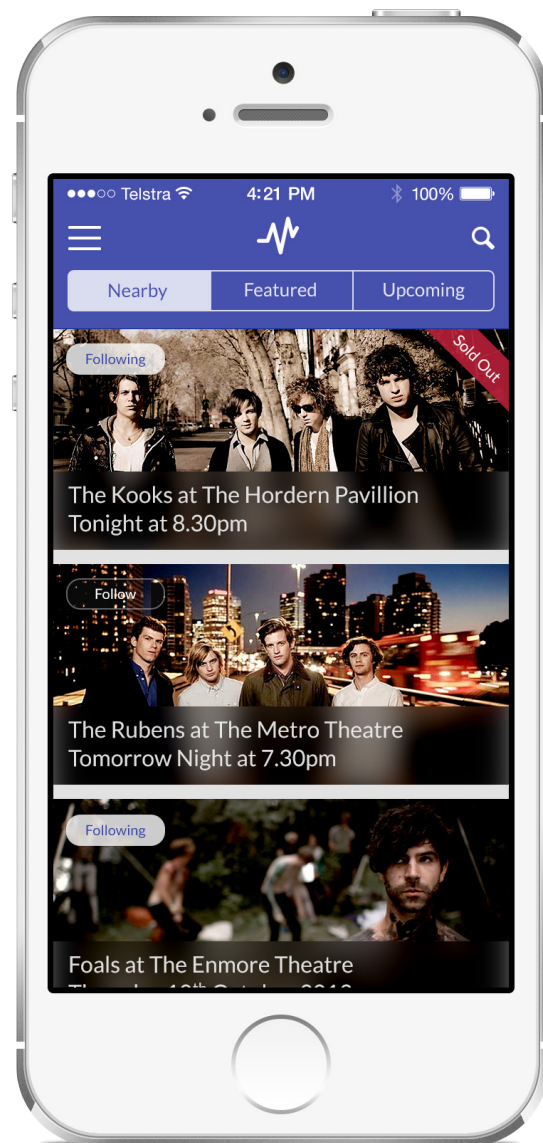 Telstra 4:21 PM 100%
Nearby Featured Upcoming
Following
Sold Out
The Kooks at The Hordern Pavillion
Tonight at 8.30pm
Follow
The Rubens at The Metro Theatre
Tomorrow Night at 7.30pm
Following
Foals at The Enmore Theatre